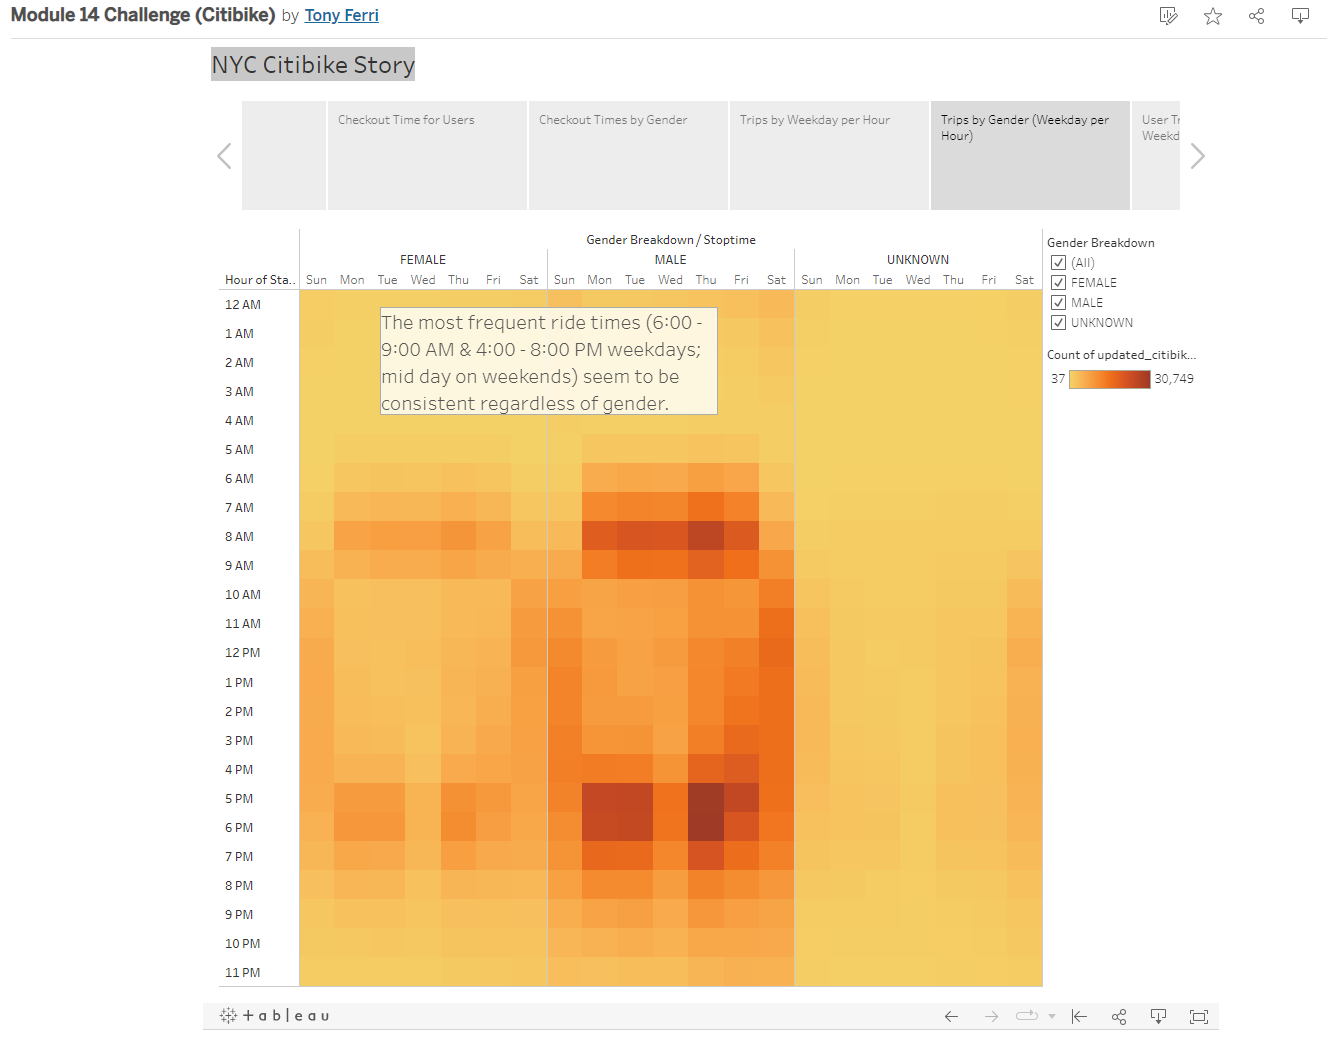 Module 14 Challenge (Citibike) by Tony Ferri
NYC Citibike Story
Checkout Time for Users
Checkout Times by Gender
Trips by Weekday per Hour
Trips by Gender (Weekday per
Hour)
User Tr
Weekd
Gender Breakdown / Stoptime
FEMALE MALE UNKNOWN
Hour of Sta.. Sun Mon Tue Wed Thu Fri Sat Sun Mon Tue Wed Thu Fri Sat Sun Mon Tue Wed Thu Fri Sat
12 AM
1 AM
2 AM
3 AM
4 AM
5 AM
6 AM
7 AM
8 AM
9 AM
10 AM
11 AM
12 PM
1 PM
2 PM
3 PM
4 PM
5 PM
6 PM
7 PM
8 PM
9 PM
10 PM
11 PM
The most frequent ride times (6:00 -
9:00 AM & 4:00 - 8:00 PM weekdays;
mid day on weekends) seem to be
consistent regardless of gender.
Gender Breakdown
(All)
FEMALE
MALE
UNKNOWN
Count of updated_citibik...
37 30,749
+ableau